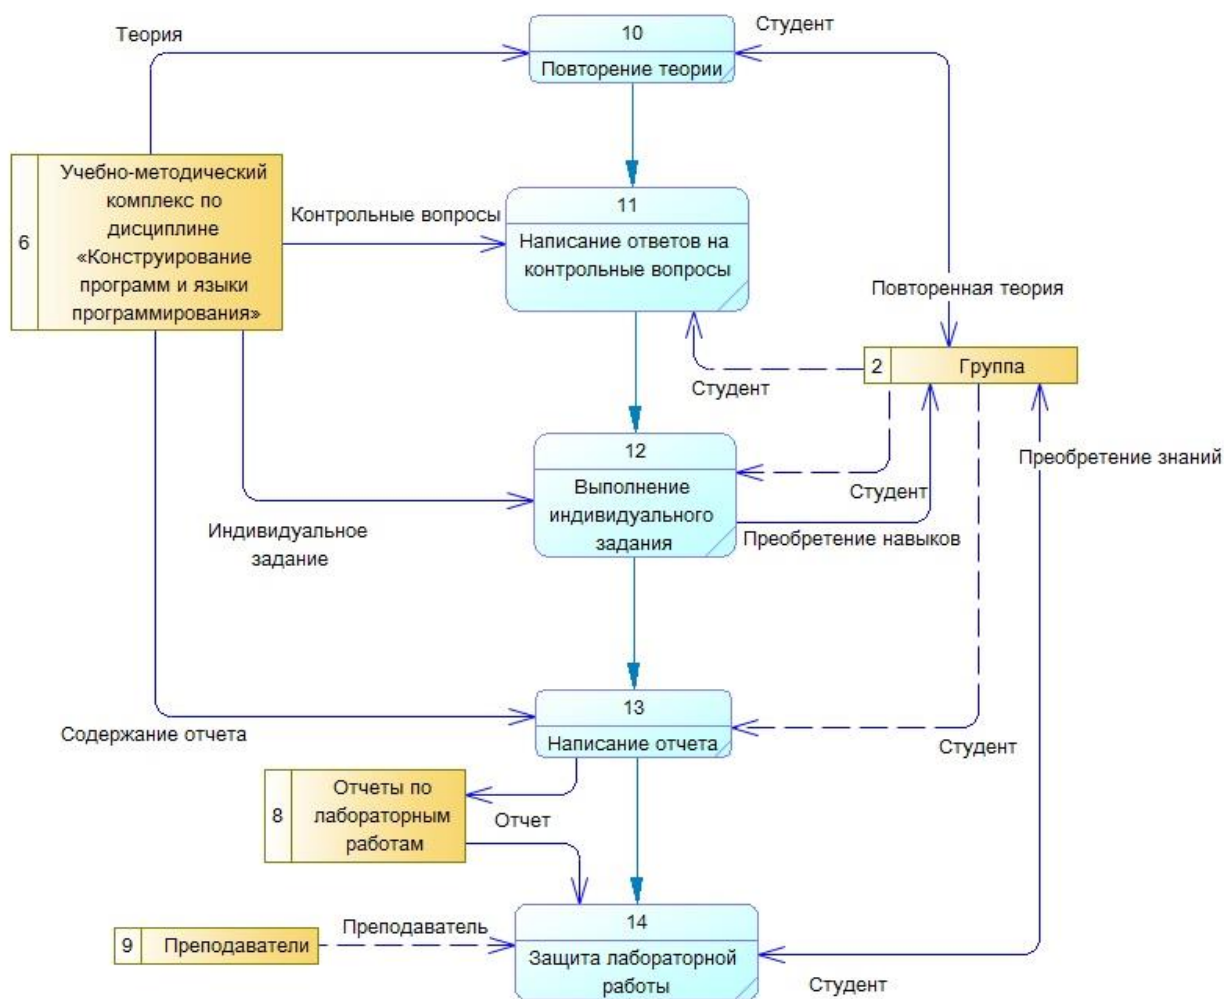 Теория
10
Повторение теории
Студент
6
Учебно-методический
комплекс по
дисциплине
«Конструирование
программ и языки
программирования»
Контрольные вопросы
11
Написание ответов на
контрольные вопросы
Повторенная теория
2
Группа
Студент
12
Выполнение
индивидуального
задания
Преобретение знаний
Студент
Преобретение навыков
Индивидуальное
задание
13
Написание отчета
Содержание отчета
Студент
8
Отчеты по
лабораторным
работам
Отчет
9
Преподаватели
Преподаватель
14
Защита лабораторной
работы
Студент